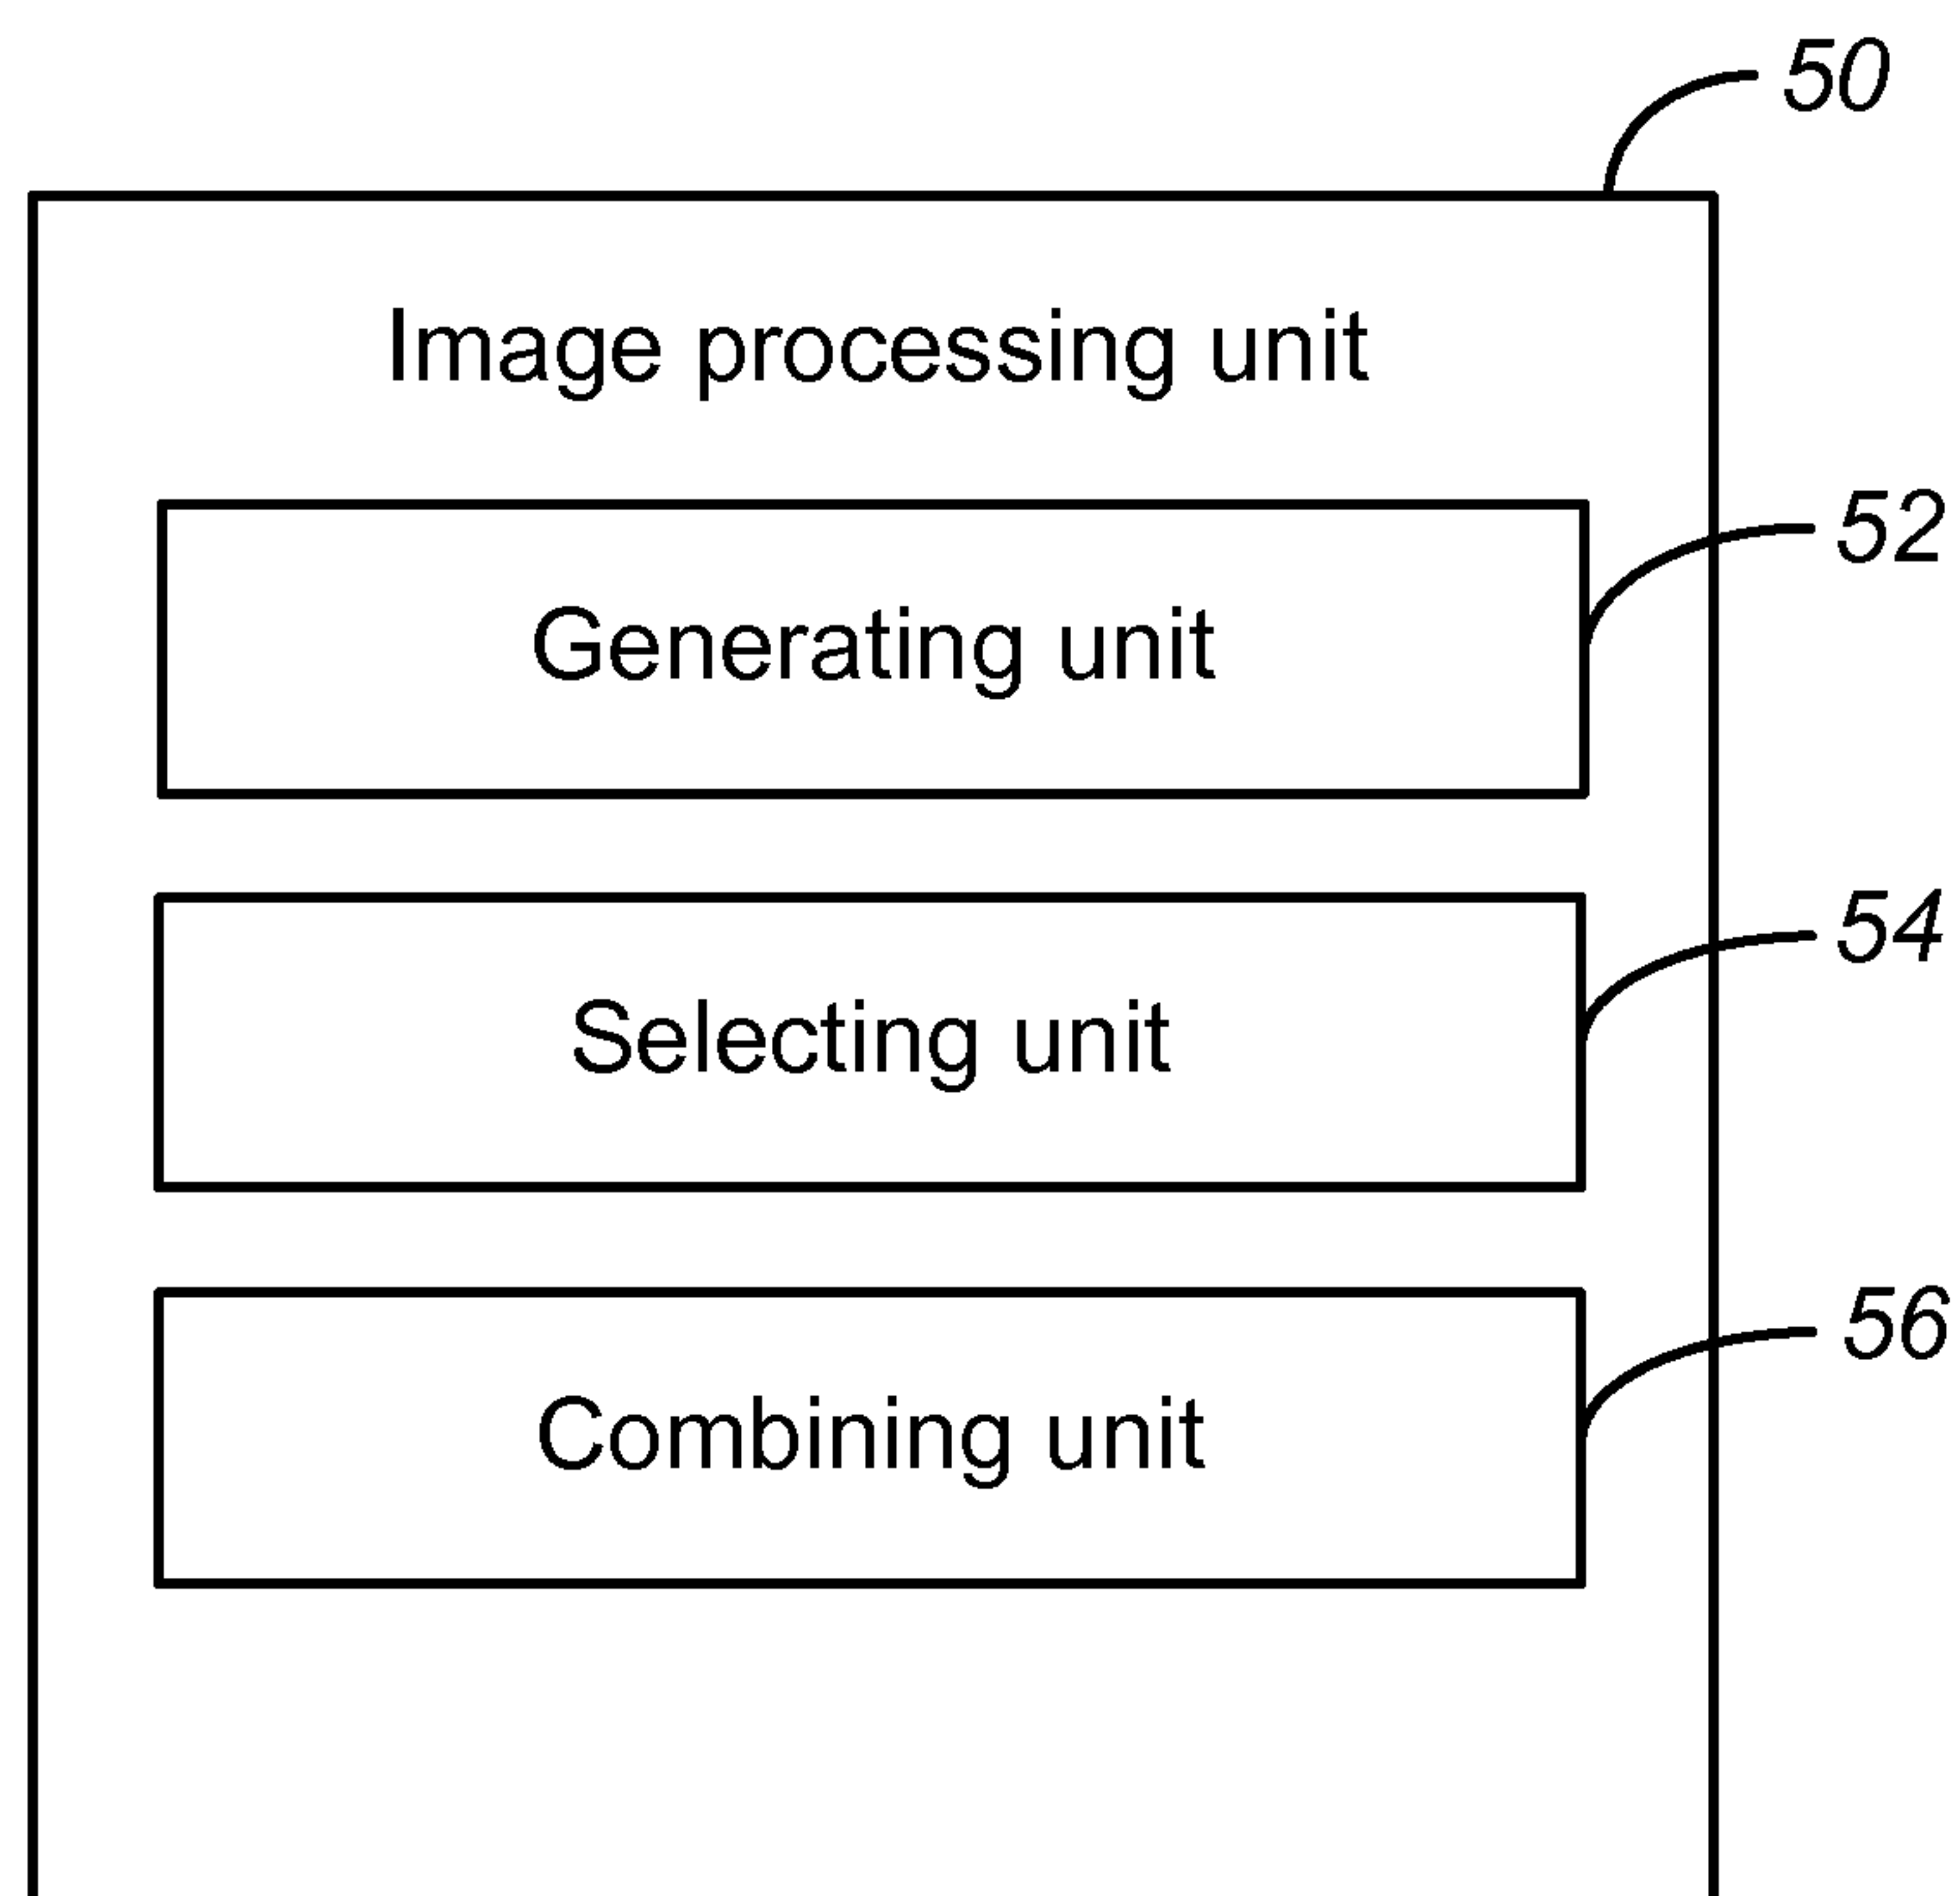 50
Image processing unit
52
Generating unit
54
Selecting unit
56
Combining unit